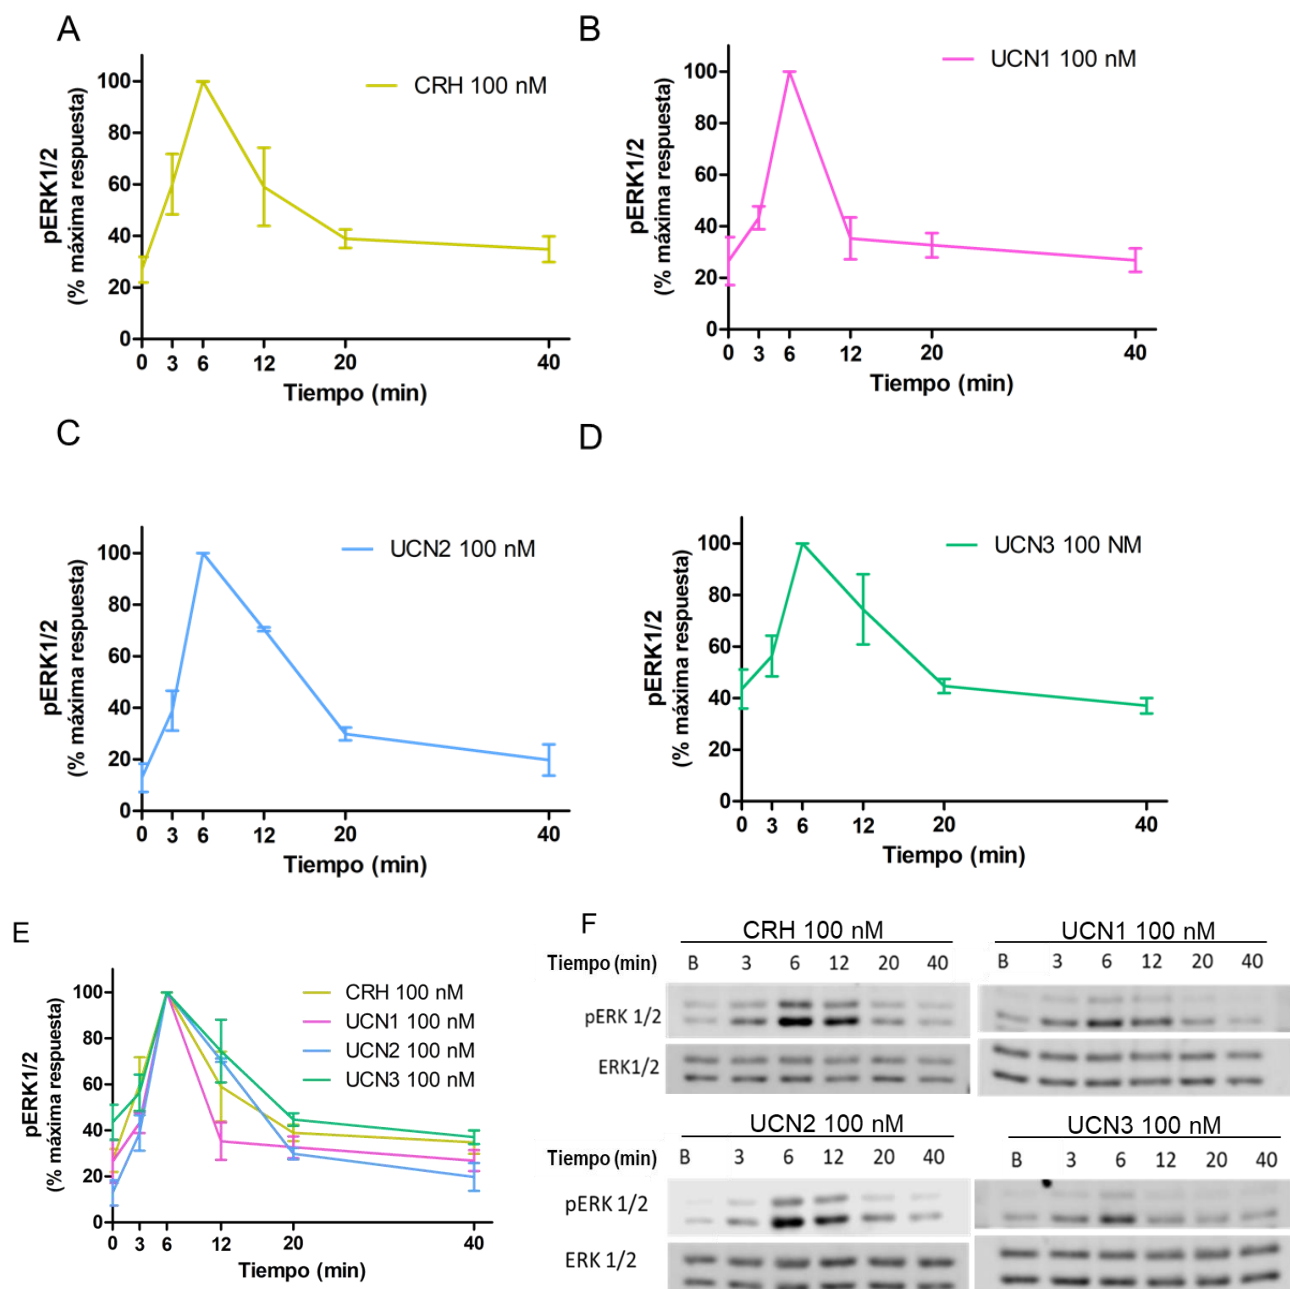 A
CRH 100 nM
pERK1/2
(% máxima respuesta)
100
80
60
40
20
0
0 3 6 12 20 40
Tiempo (min)
B
UCN1 100 nM
pERK1/2
(% máxima respuesta)
100
80
60
40
20
0
0 3 6 12 20 40
Tiempo (min)
C
UCN2 100 nM
pERK1/2
(% máxima respuesta)
100
80
60
40
20
0
0 3 6 12 20 40
Tiempo (min)
D
UCN3 100 NM
pERK1/2
(% máxima respuesta)
100
80
60
40
20
0
0 3 6 12 20 40
Tiempo (min)
E
CRH 100 nM
UCN1 100 nM
UCN2 100 nM
UCN3 100 nM
pERK1/2
(% máxima respuesta)
100
80
60
40
20
0
0 3 6 12 20 40
Tiempo (min)
F
CRH 100 nM
UCN1 100 nM
Tiempo (min) B 3 6 12 20 40 B 3 6 12 20 40
pERK 1/2
ERK1/2
UCN2 100 nM
UCN3 100 nM
Tiempo (min) B 3 6 12 20 40 B 3 6 12 20 40
pERK 1/2
ERK 1/2